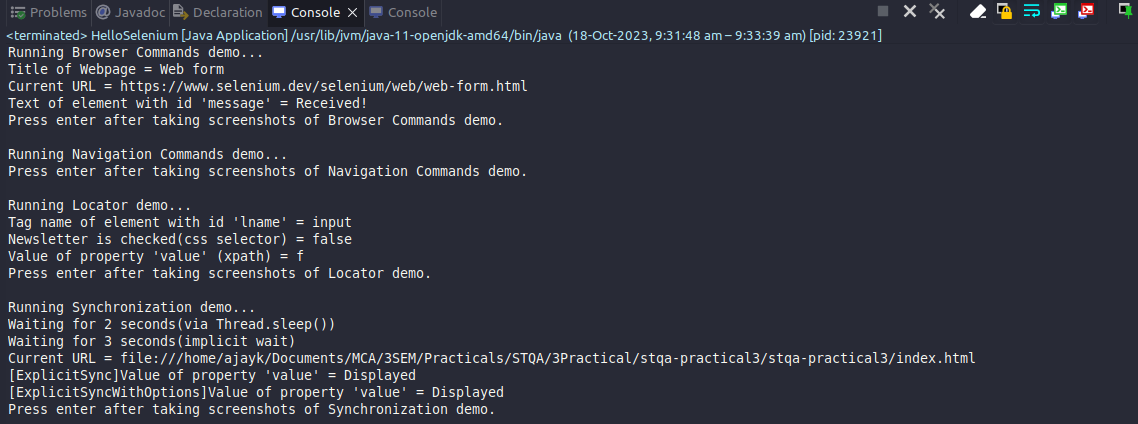 Problems @ Javadoc Declaration Console Console
<terminated> HelloSelenium [Java Application] /usr/lib/jvm/java-11-openjdk-amd64/bin/java (18-Oct-2023, 9:31:48 am – 9:33:39 am) [pid: 23921]
Running Browser Commands demo...
Title of Webpage = Web form
Current URL = https://www.selenium.dev/selenium/web/web-form.html
Text of element with id 'message' = Received!
Press enter after taking screenshots of Browser Commands demo.
Running Navigation Commands demo...
Press enter after taking screenshots of Navigation Commands demo.
Running Locator demo...
Tag name of element with id 'lname' = input
Newsletter is checked(css selector) = false
Value of property 'value' (xpath) = f
Press enter after taking screenshots of Locator demo.
Running Synchronization demo...
Waiting for 2 seconds(via Thread.sleep())
Waiting for 3 seconds(implicit wait)
Current URL = file:///home/ajayk/Documents/MCA/3SEM/Practicals/STQA/3Practical/stqa-practical3/stqa-practical3/index.html
[ExplicitSync]Value of property 'value' = Displayed
[ExplicitSyncWithOptions]Value of property 'value' = Displayed
Press enter after taking screenshots of Synchronization demo.